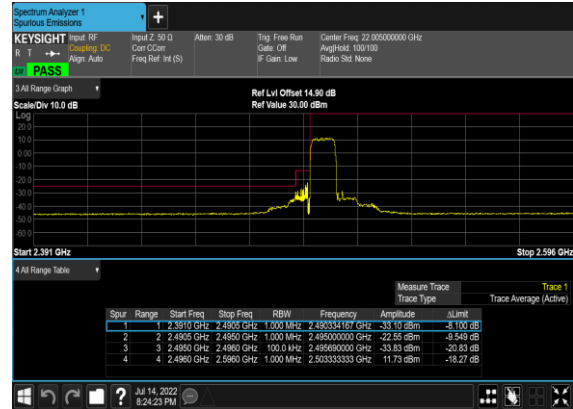 Spectrum Analyzer 1
Spurious Emissions
+
KEYSIGHT Input: RF Input Z: 50 Ω Atten: 30 dB Trig: Free Run Center Freq: 22.005000000 GHz
R T Coupling: DC Corr CCorr Gate: Off Avg|Hold: 100/100
Align: Auto Freq Ref: Int (S) IF Gain: Low Radio Std: None
PASS
3 All Range Graph
Ref Lvl Offset 14.90 dB
Scale/Div 10.0 dB Ref Value 30.00 dBm
Log
20.0
10.0
0.00
-10.0
-20.0
-30.0
-40.0
-50.0
-60.0
Start 2.391 GHz Stop 2.596 GHz
4 All Range Table
Measure Trace Trace 1
Trace Type Trace Average (Active)
Spur Range Start Freq Stop Freq RBW Frequency Amplitude ΔLimit
1 1 2.3910 GHz 2.4905 GHz 1.000 MHz 2.490334167 GHz -33.10 dBm -8.100 dB
2 2 2.4905 GHz 2.4950 GHz 1.000 MHz 2.495000000 GHz -22.55 dBm -9.549 dB
3 3 2.4950 GHz 2.4960 GHz 100.0 kHz 2.495690000 GHz -33.83 dBm -20.83 dB
4 4 2.4960 GHz 2.5960 GHz 1.000 MHz 2.503333333 GHz 11.73 dBm -18.27 dB
? Jul 14, 2022
8:24:23 PM